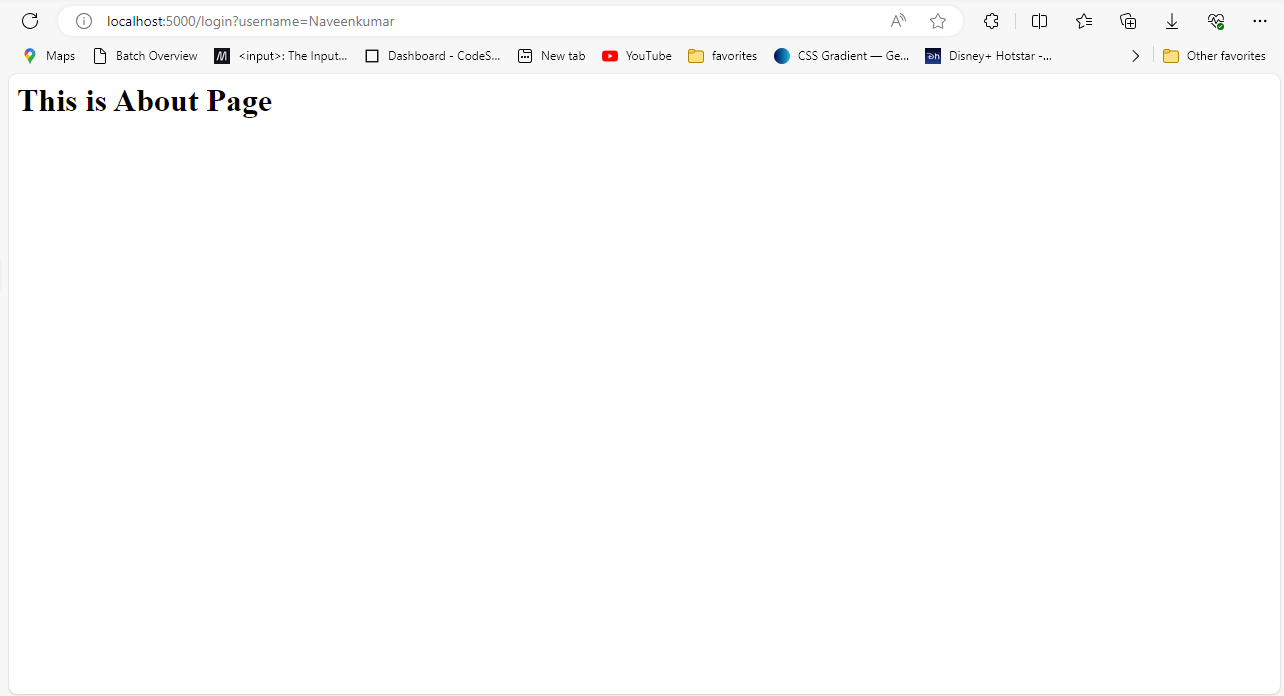 localhost:5000/login?username=Naveenkumar
Maps Batch Overview M <input>: The Input... Dashboard - CodeS... New tab YouTube favorites CSS Gradient — Ge... Dh Disney+ Hotstar -... Other favorites
This is About Page